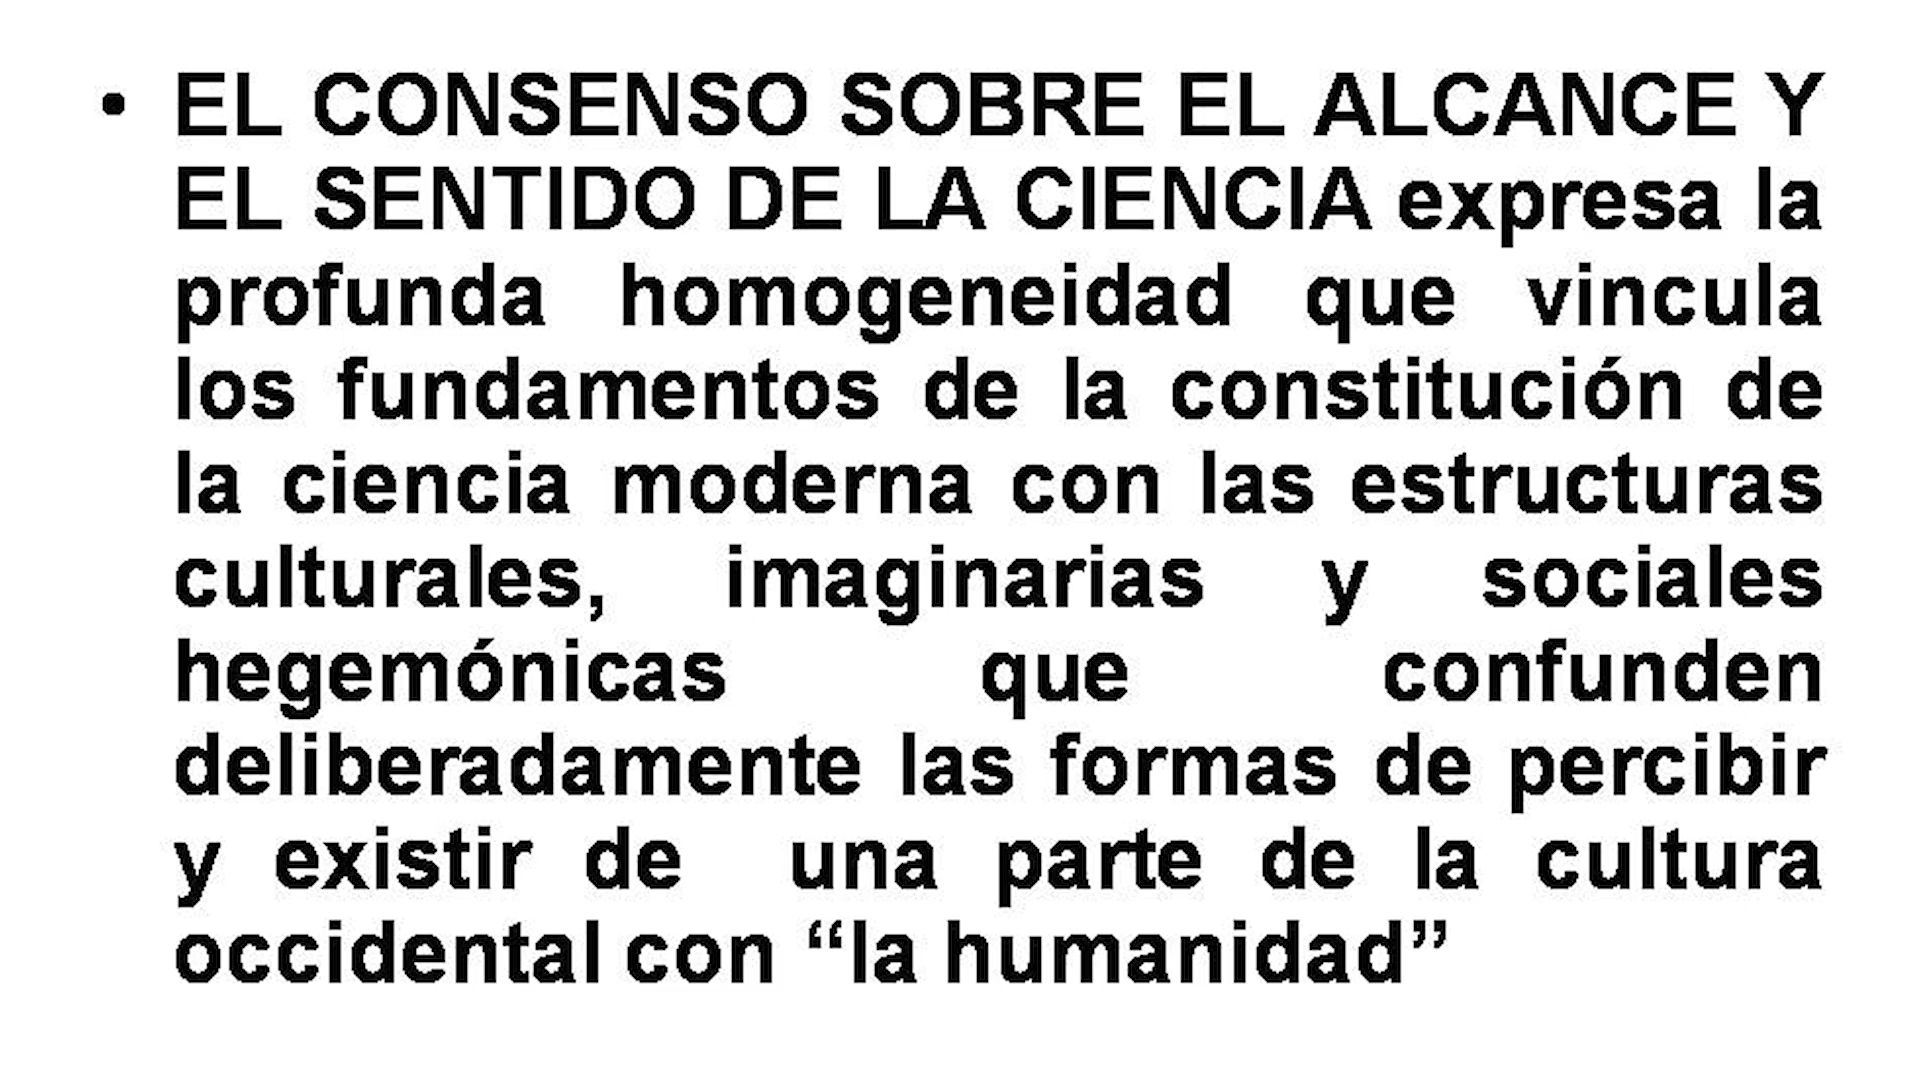 • EL CONSENSO SOBRE EL ALCANCE Y
EL SENTIDO DE LA CIENCIA expresa la
profunda homogeneidad que vincula
los fundamentos de la constitución de
la ciencia moderna con las estructuras
culturales, imaginarias y sociales
hegemónicas que confunden
deliberadamente las formas de percibir
y existir de una parte de la cultura
occidental con “la humanidad”